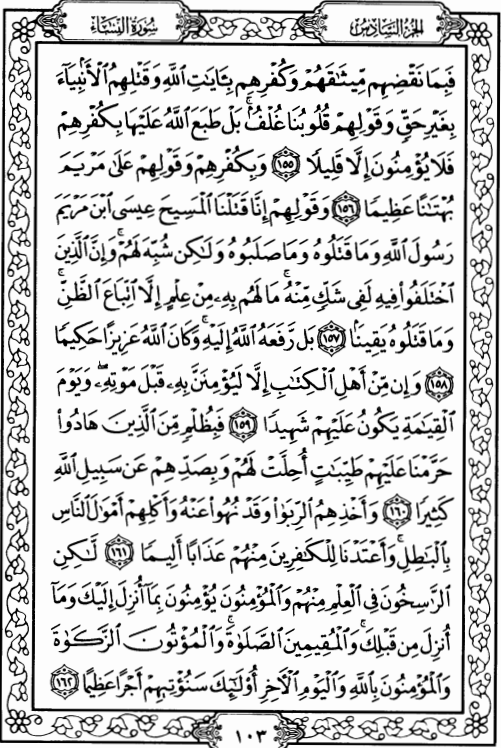 الجزء السادس
سورة النساء
فَبِمَا نَقْضِهِم مِّيثَٰقَهُمْ وَكُفْرِهِم بِـَٔايَٰتِ ٱللَّهِ وَقَتْلِهِمُ ٱلْأَنۢبِيَآءَ
بِغَيْرِ حَقٍّ وَقَوْلِهِمْ قُلُوبُنَا غُلْفٌۢ ۚ بَلْ طَبَعَ ٱللَّهُ عَلَيْهَا بِكُفْرِهِمْ
فَلَا يُؤْمِنُونَ إِلَّا قَلِيلًا ١٥٥ وَبِكُفْرِهِمْ وَقَوْلِهِمْ عَلَىٰ مَرْيَمَ
بُهْتَٰنًا عَظِيمًا ١٥٦ وَقَوْلِهِمْ إِنَّا قَتَلْنَا ٱلْمَسِيحَ عِيسَى ٱبْنَ مَرْيَمَ
رَسُولَ ٱللَّهِ وَمَا قَتَلُوهُ وَمَا صَلَبُوهُ وَلَٰكِن شُبِّهَ لَهُمْ ۚ وَإِنَّ ٱلَّذِينَ
ٱخْتَلَفُوا۟ فِيهِ لَفِى شَكٍّ مِّنْهُ ۚ مَا لَهُم بِهِۦ مِنْ عِلْمٍ إِلَّا ٱتِّبَاعَ ٱلظَّنِّ ۚ
وَمَا قَتَلُوهُ يَقِينًۢا ١٥٧ بَل رَّفَعَهُ ٱللَّهُ إِلَيْهِ ۚ وَكَانَ ٱللَّهُ عَزِيزًا حَكِيمًا
١٥٨ وَإِن مِّنْ أَهْلِ ٱلْكِتَٰبِ إِلَّا لَيُؤْمِنَنَّ بِهِۦ قَبْلَ مَوْتِهِۦ ۖ وَيَوْمَ
ٱلْقِيَٰمَةِ يَكُونُ عَلَيْهِمْ شَهِيدًا ١٥٩ فَبِظُلْمٍ مِّنَ ٱلَّذِينَ هَادُوا۟
حَرَّمْنَا عَلَيْهِمْ طَيِّبَٰتٍ أُحِلَّتْ لَهُمْ وَبِصَدِّهِمْ عَن سَبِيلِ ٱللَّهِ
كَثِيرًا ١٦٠ وَأَخْذِهِمُ ٱلرِّبَوٰا۟ وَقَدْ نُهُوا۟ عَنْهُ وَأَكْلِهِمْ أَمْوَٰلَ ٱلنَّاسِ
بِٱلْبَٰطِلِ ۚ وَأَعْتَدْنَا لِلْكَٰفِرِينَ مِنْهُمْ عَذَابًا أَلِيمًا ١٦١ لَّٰكِنِ
ٱلرَّٰسِخُونَ فِى ٱلْعِلْمِ مِنْهُمْ وَٱلْمُؤْمِنُونَ يُؤْمِنُونَ بِمَآ أُنزِلَ إِلَيْكَ وَمَآ
أُنزِلَ مِن قَبْلِكَ ۚ وَٱلْمُقِيمِينَ ٱلصَّلَوٰةَ ۚ وَٱلْمُؤْتُونَ ٱلزَّكَوٰةَ
وَٱلْمُؤْمِنُونَ بِٱللَّهِ وَٱلْيَوْمِ ٱلْءَاخِرِ أُو۟لَٰٓئِكَ سَنُؤْتِيهِمْ أَجْرًا عَظِيمًا ١٦٢
١٠٣